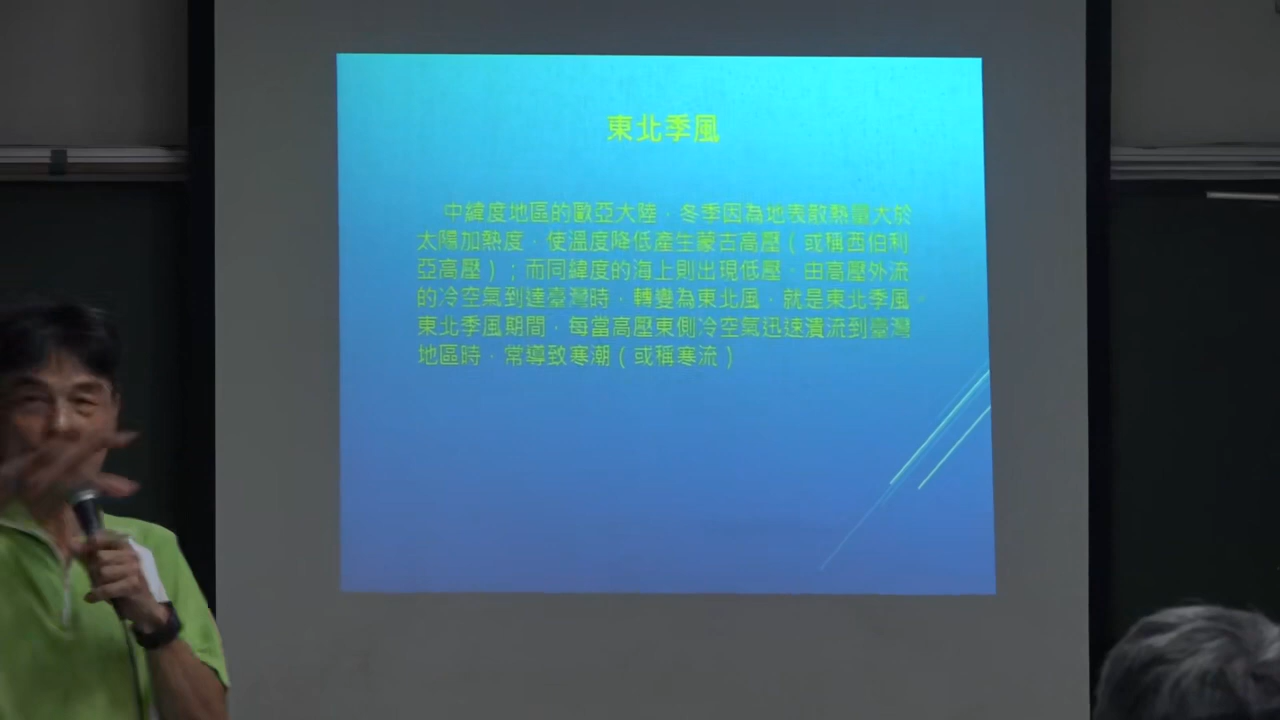 東北季風
中緯度地區的歐亞大陸，冬季因為地表散熱量大於
太陽加熱度，使溫度降低產生蒙古高壓（或稱西伯利
亞高壓）；而同緯度的海上則出現低壓，由高壓外流
的冷空氣到達臺灣時，轉變為東北風，就是東北季風。
東北季風期間，每當高壓東側冷空氣迅速潰流到臺灣
地區時，常導致寒潮（或稱寒流）